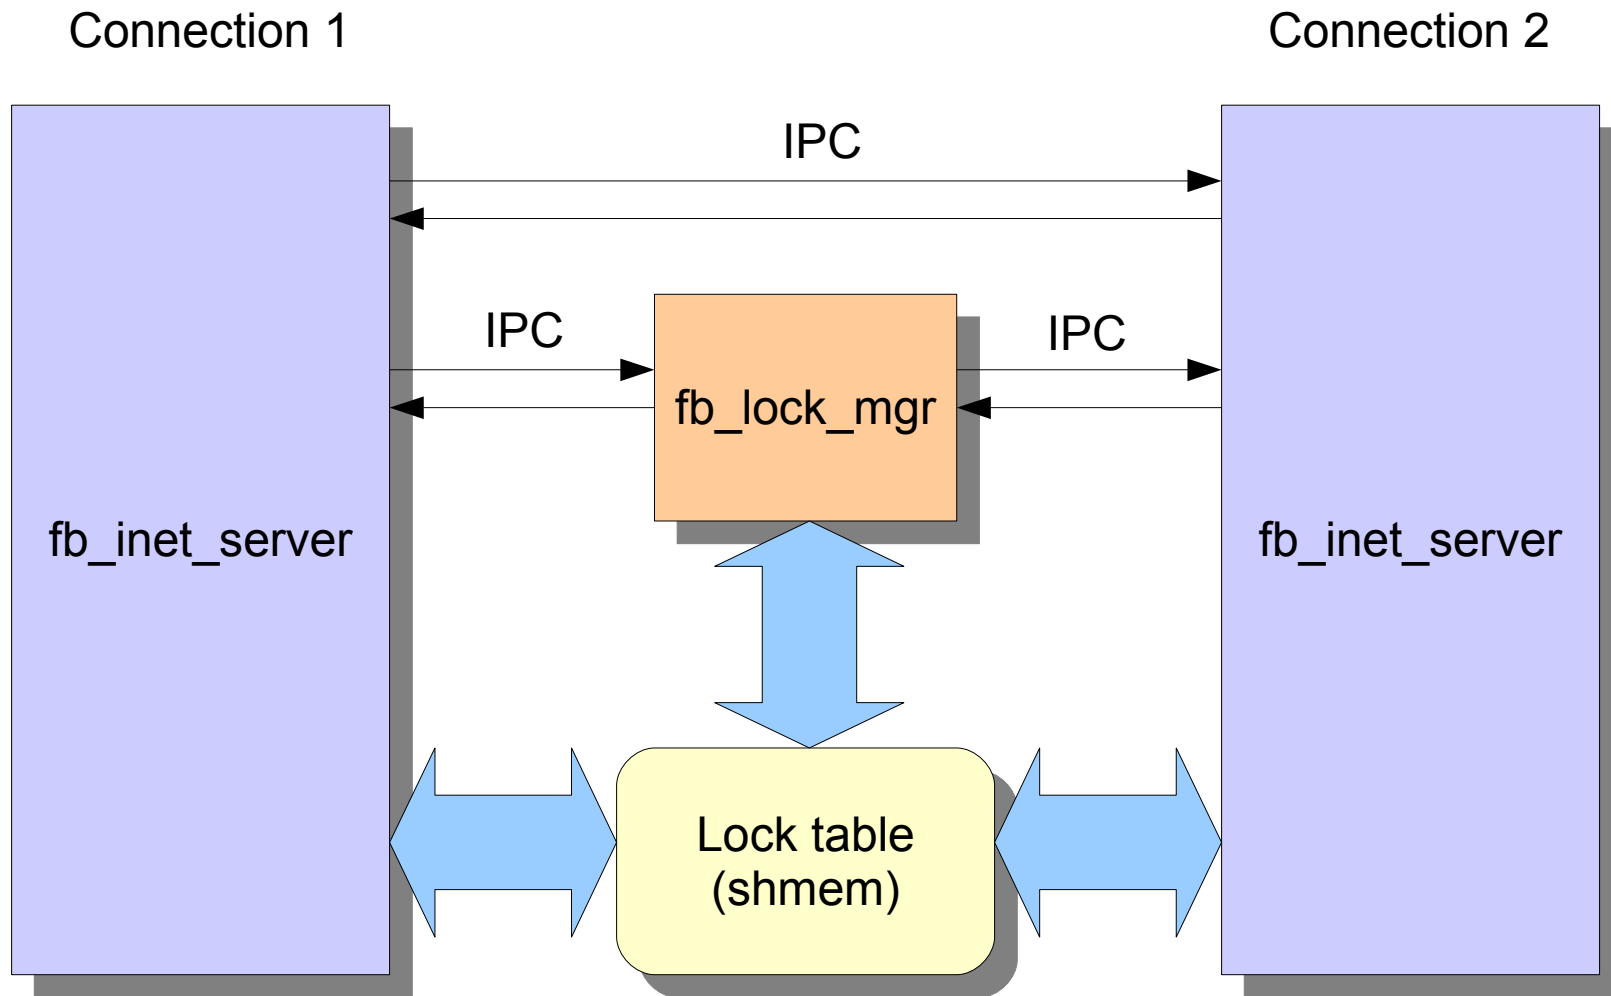 Connection 1
Connection 2
IPC
IPC
IPC
fb_lock_mgr
fb_inet_server
fb_inet_server
Lock table
(shmem)